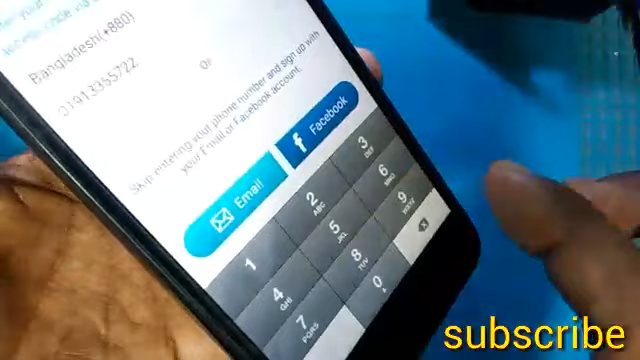 Bangladesh(+880)
01913355722
Or
Skip entering your phone number and sign up with
your Email or Facebook account.
Email
f Facebook
1
2 ABC
3 DEF
4 GHI
5 JKL
6 MNO
7 PQRS
8 TUV
9 WXYZ
0
subscribe